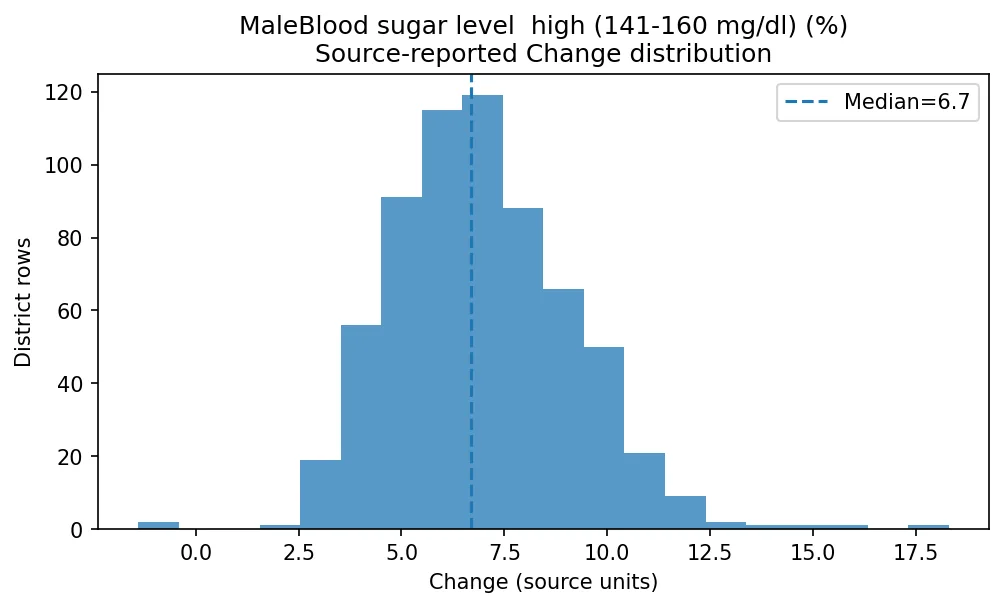 MaleBlood sugar level  high (141-160 mg/dl) (%)
Source-reported Change distribution
Median=6.7
District rows
120
100
80
60
40
20
0
0.0 2.5 5.0 7.5 10.0 12.5 15.0 17.5
Change (source units)